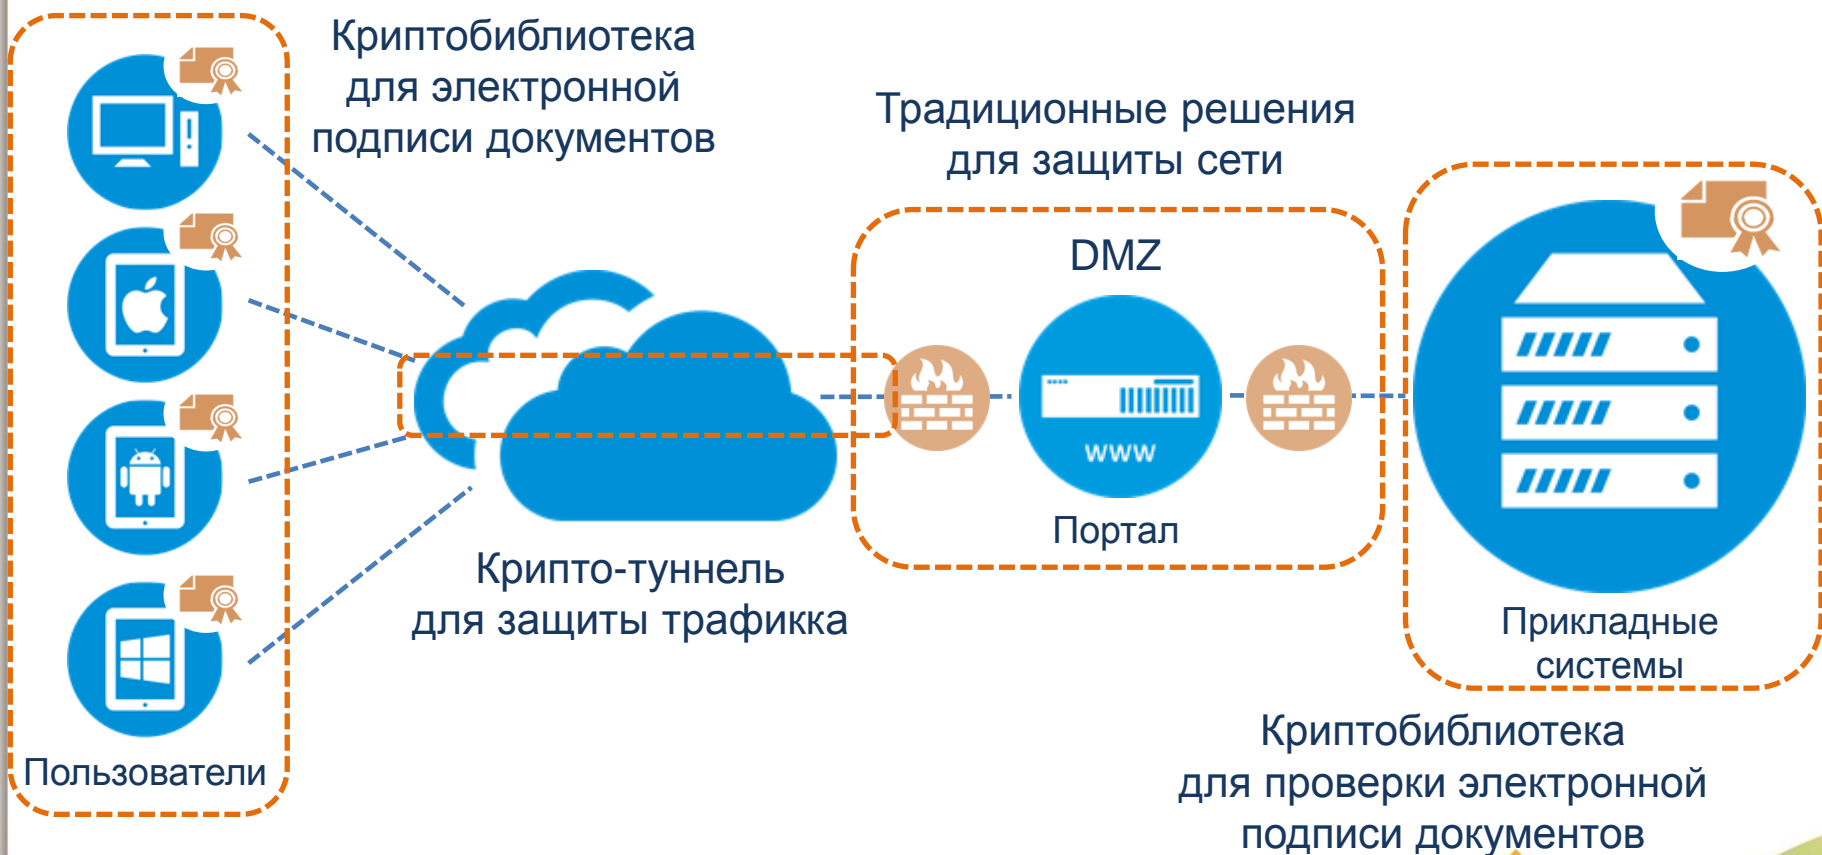 Криптобиблиотека
для электронной
подписи документов
Традиционные решения
для защиты сети
DMZ
www
Портал
Крипто-туннель
для защиты трафикка
Прикладные
системы
Пользователи
Криптобиблиотека
для проверки электронной
подписи документов